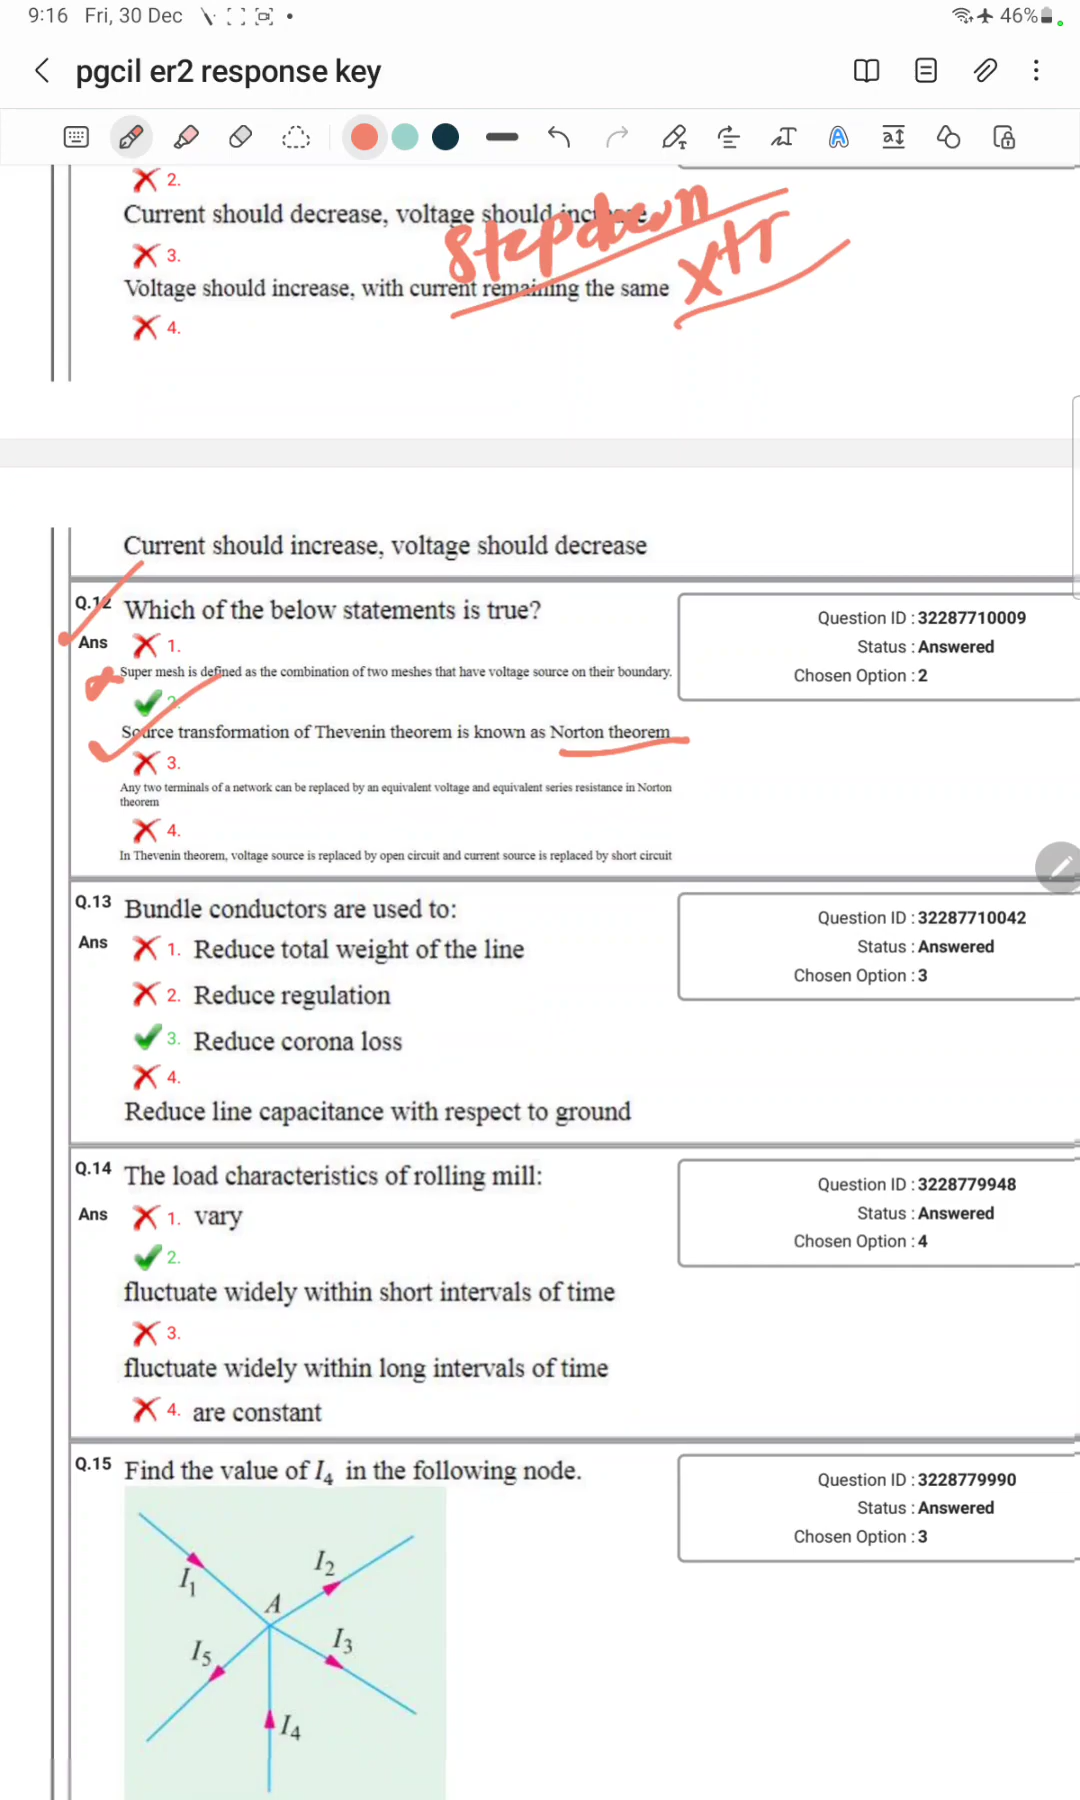 9:16 Fri, 30 Dec
46%
pgcil er2 response key
2.
Current should decrease, voltage should
stepdown
3.
xtr
Voltage should increase, with current remaining the same
4.
Current should increase, voltage should decrease
Q.12 Which of the below statements is true?
Question ID : 32287710009
Ans 1.
Status : Answered
Super mesh is defined as the combination of two meshes that have voltage source on their boundary.
Chosen Option : 2
2.
Source transformation of Thevenin theorem is known as Norton theorem
3.
Any two terminals of a network can be replaced by an equivalent voltage and equivalent series resistance in Norton
theorem
4.
In Thevenin theorem, voltage source is replaced by open circuit and current source is replaced by short circuit
Q.13 Bundle conductors are used to:
Question ID : 32287710042
Ans 1. Reduce total weight of the line
Status : Answered
Chosen Option : 3
2. Reduce regulation
3. Reduce corona loss
4.
Reduce line capacitance with respect to ground
Q.14 The load characteristics of rolling mill:
Question ID : 3228779948
Ans 1. vary
Status : Answered
Chosen Option : 4
2.
fluctuate widely within short intervals of time
3.
fluctuate widely within long intervals of time
4. are constant
Q.15 Find the value of I4 in the following node.
Question ID : 3228779990
Status : Answered
Chosen Option : 3
I1
I2
A
I3
I5
I4